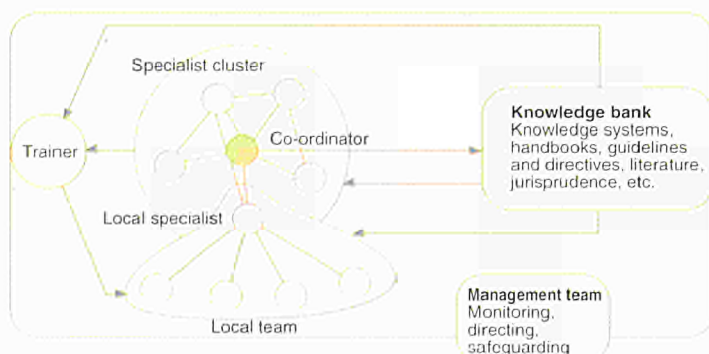 Specialist cluster
Co-ordinator
Trainer
Local specialist
Local team
Knowledge bank
Knowledge systems,
handbooks, guidelines
and directives, literature,
jurisprudence, etc.
Management team
Monitoring,
directing,
safeguarding